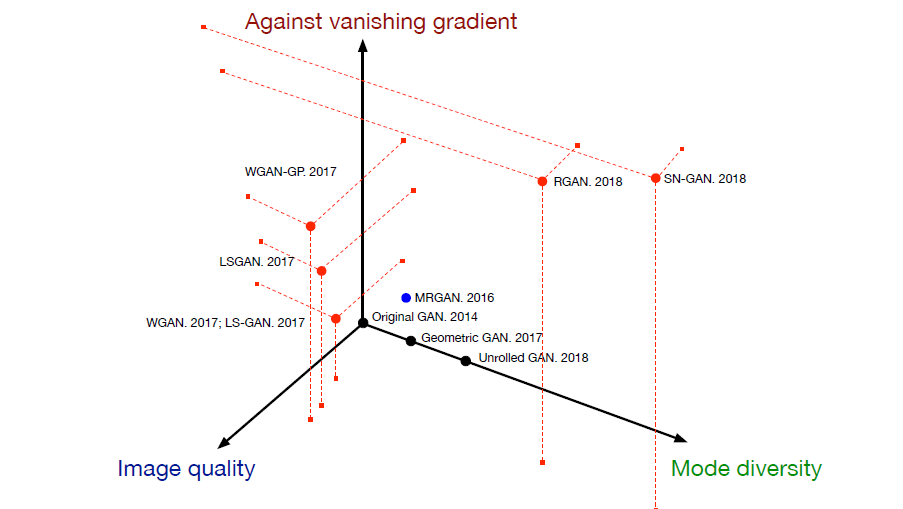 Against vanishing gradient
WGAN-GP. 2017
RGAN. 2018
SN-GAN. 2018
LSGAN. 2017
MRGAN. 2016
Original GAN. 2014
WGAN. 2017; LS-GAN. 2017
Geometric GAN. 2017
Unrolled GAN. 2018
Image quality
Mode diversity